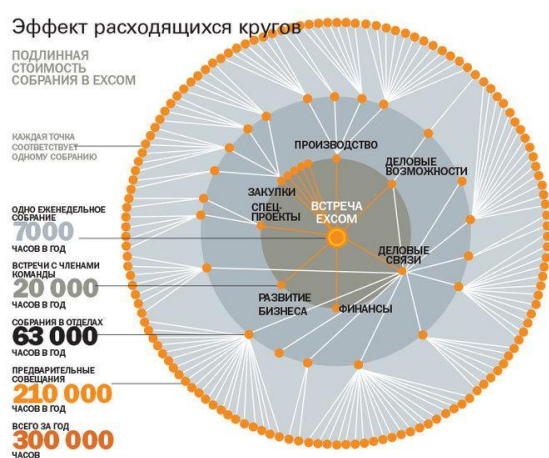 Эффект расходящихся кругов
ПОДЛИННАЯ
СТОИМОСТЬ
СОБРАНИЯ В EXCOM
КАЖДАЯ ТОЧКА
СООТВЕТСТВУЕТ
ОДНОМУ СОБРАНИЮ
ОДНО ЕЖЕНЕДЕЛЬНОЕ
СОБРАНИЕ
7000
ЧАСОВ В ГОД
ВСТРЕЧИ С ЧЛЕНАМИ
КОМАНДЫ
20 000
ЧАСОВ В ГОД
СОБРАНИЯ В ОТДЕЛАХ
63 000
ЧАСОВ В ГОД
ПРЕДВАРИТЕЛЬНЫЕ
СОВЕЩАНИЯ
210 000
ЧАСОВ В ГОД
ВСЕГО ЗА ГОД
300 000
ЧАСОВ
ПРОИЗВОДСТВО
ДЕЛОВЫЕ
ВОЗМОЖНОСТИ
ЗАКУПКИ
СПЕЦ-
ПРОЕКТЫ
ВСТРЕЧА
EXCOM
ДЕЛОВЫЕ
СВЯЗИ
РАЗВИТИЕ
БИЗНЕСА
ФИНАНСЫ